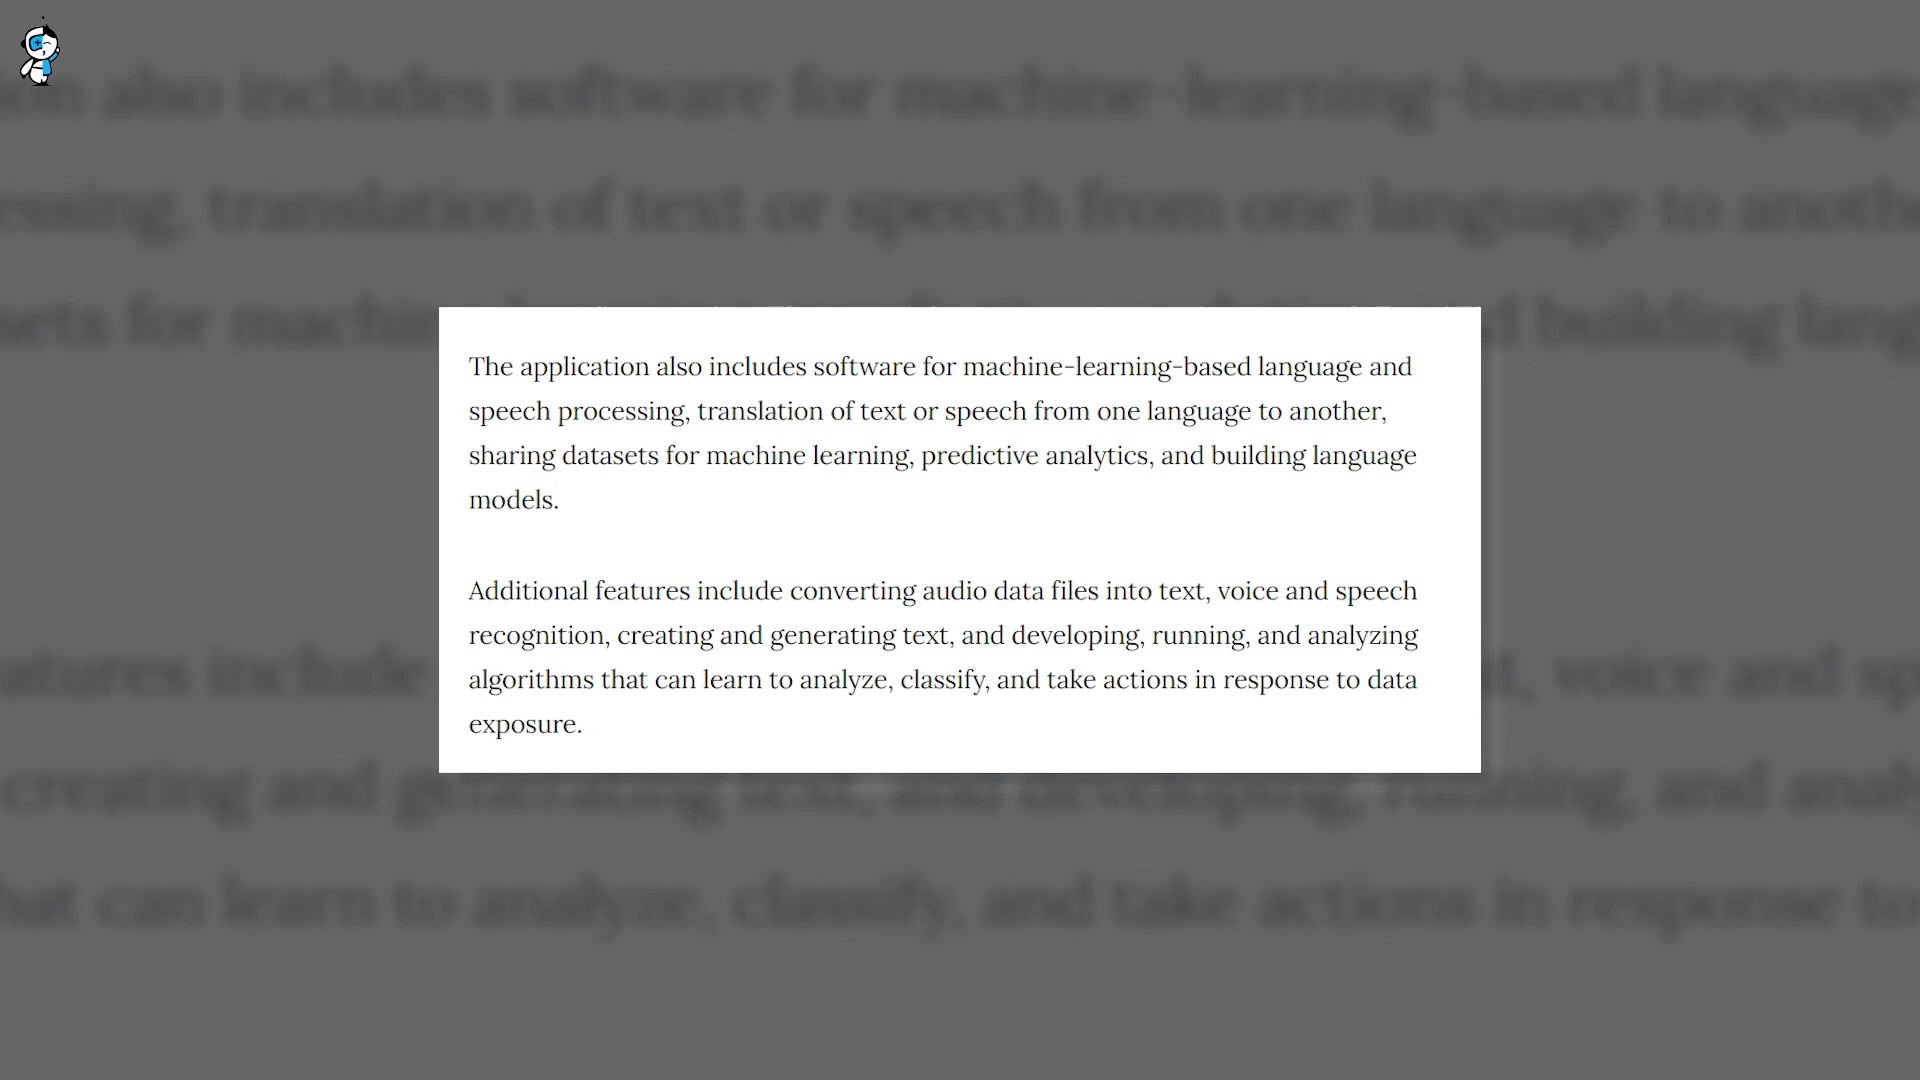 The application also includes software for machine-learning-based language and
speech processing, translation of text or speech from one language to another,
sharing datasets for machine learning, predictive analytics, and building language
models.
Additional features include converting audio data files into text, voice and speech
recognition, creating and generating text, and developing, running, and analyzing
algorithms that can learn to analyze, classify, and take actions in response to data
exposure.